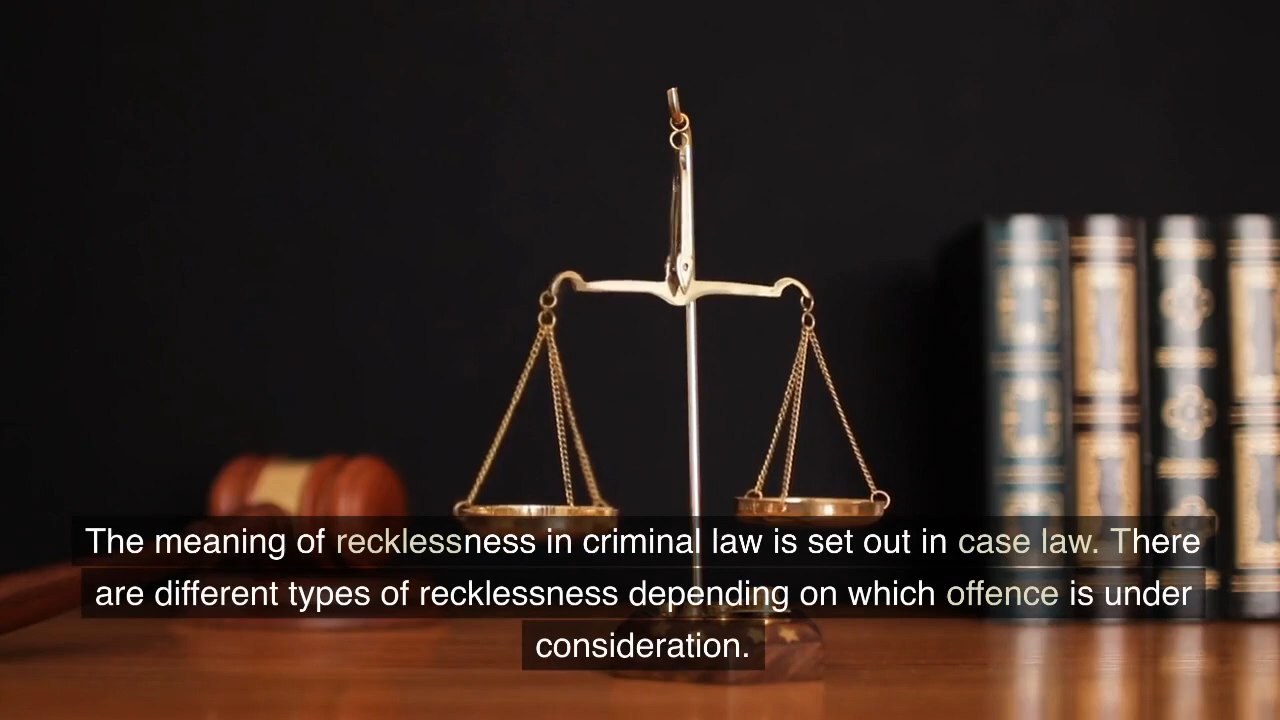 The meaning of recklessness in criminal law is set out in case law. There
are different types of recklessness depending on which offence is under
consideration.